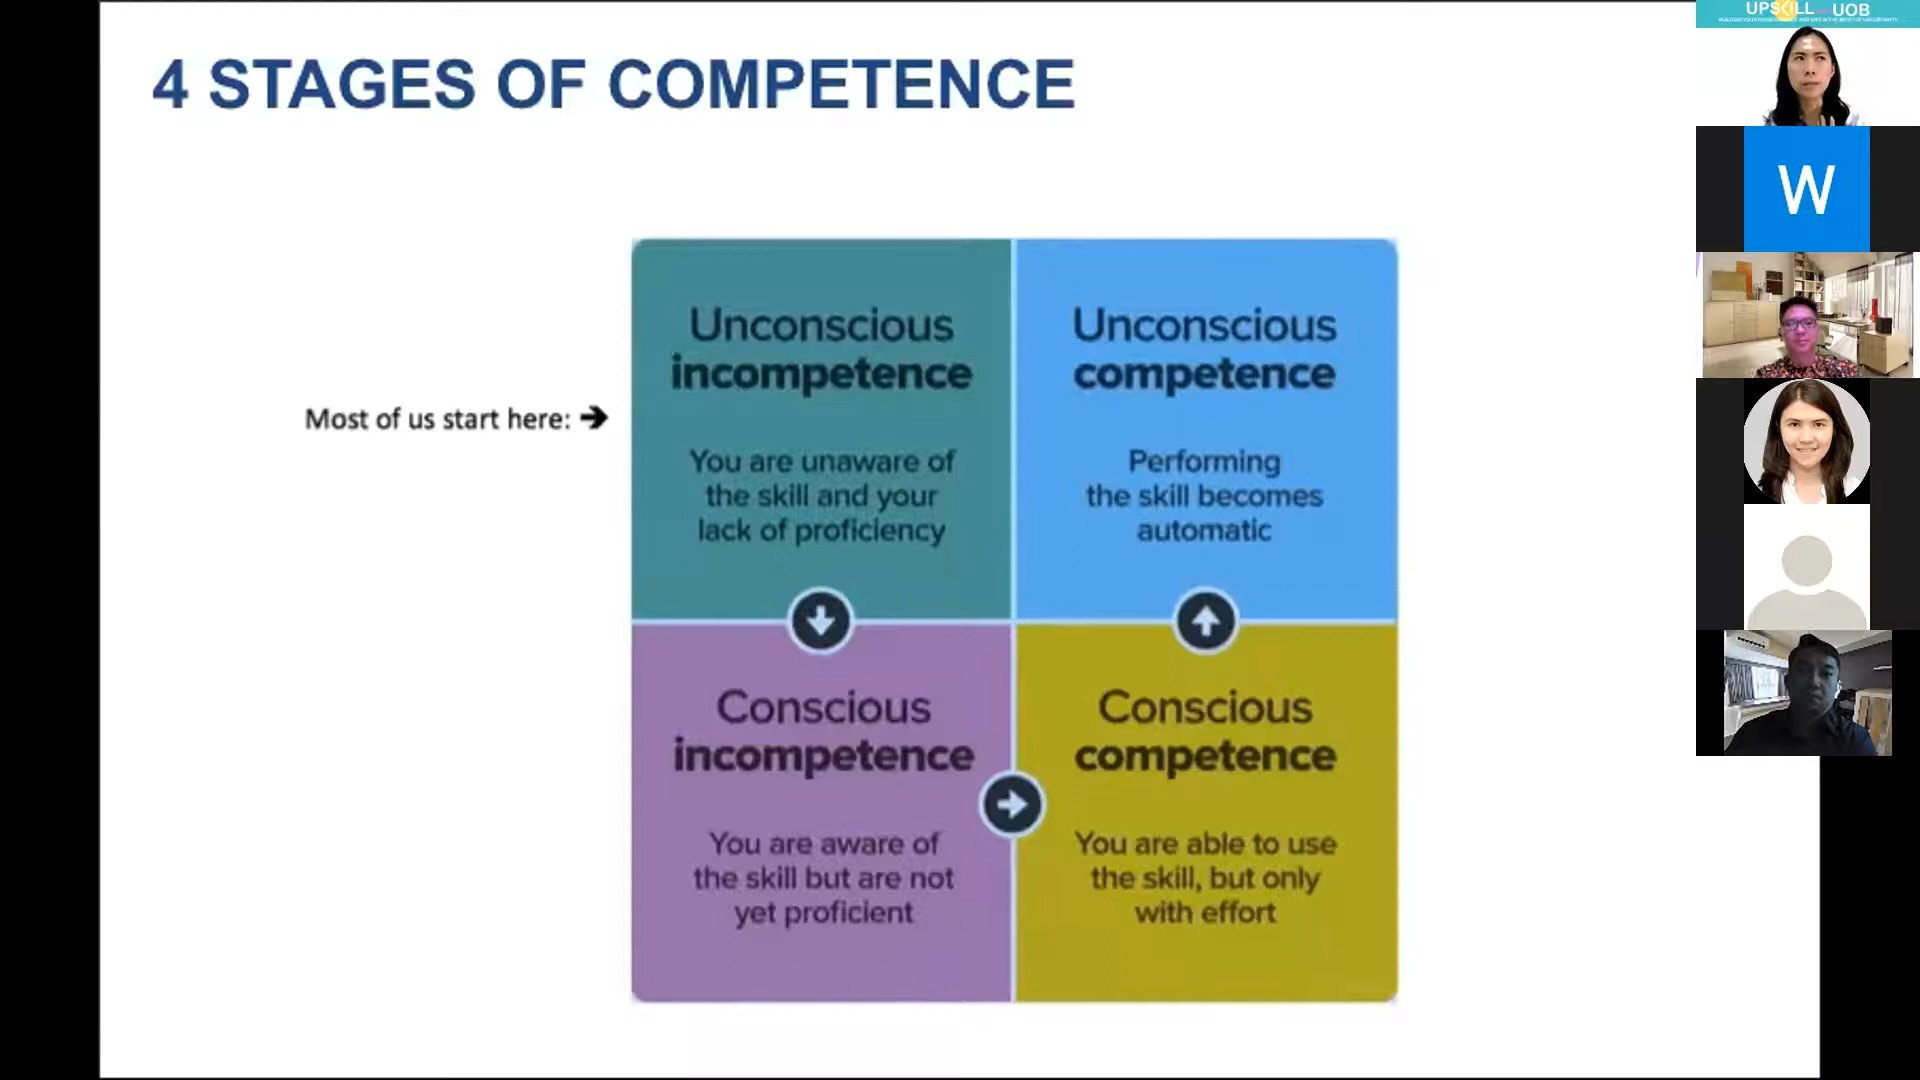 4 STAGES OF COMPETENCE
Most of us start here: ➔
Unconscious
incompetence
You are unaware of
the skill and your
lack of proficiency
Unconscious
competence
Performing
the skill becomes
automatic
Conscious
incompetence
You are aware of
the skill but are not
yet proficient
Conscious
competence
You are able to use
the skill, but only
with effort
UPSKILL UOB
W